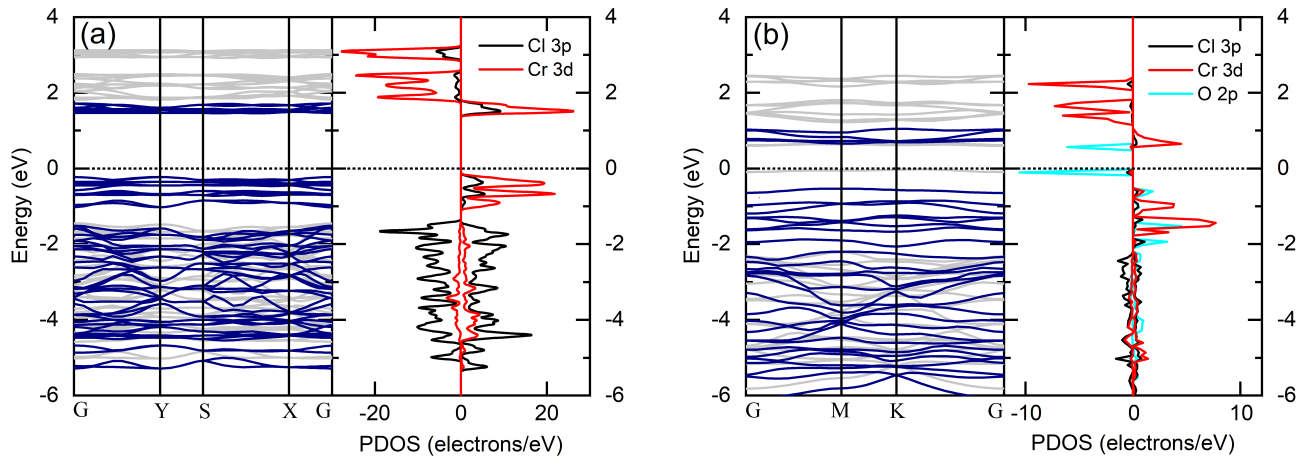 (a)
Energy (eV)
4
2
0
-2
-4
-6
G Y S X G
Cl 3p
Cr 3d
4
2
0
-2
-4
-6
-20 0 20
PDOS (electrons/eV)
(b)
Energy (eV)
4
2
0
-2
-4
-6
G M K G
Cl 3p
Cr 3d
O 2p
4
2
0
-2
-4
-6
-10 0 10
PDOS (electrons/eV)